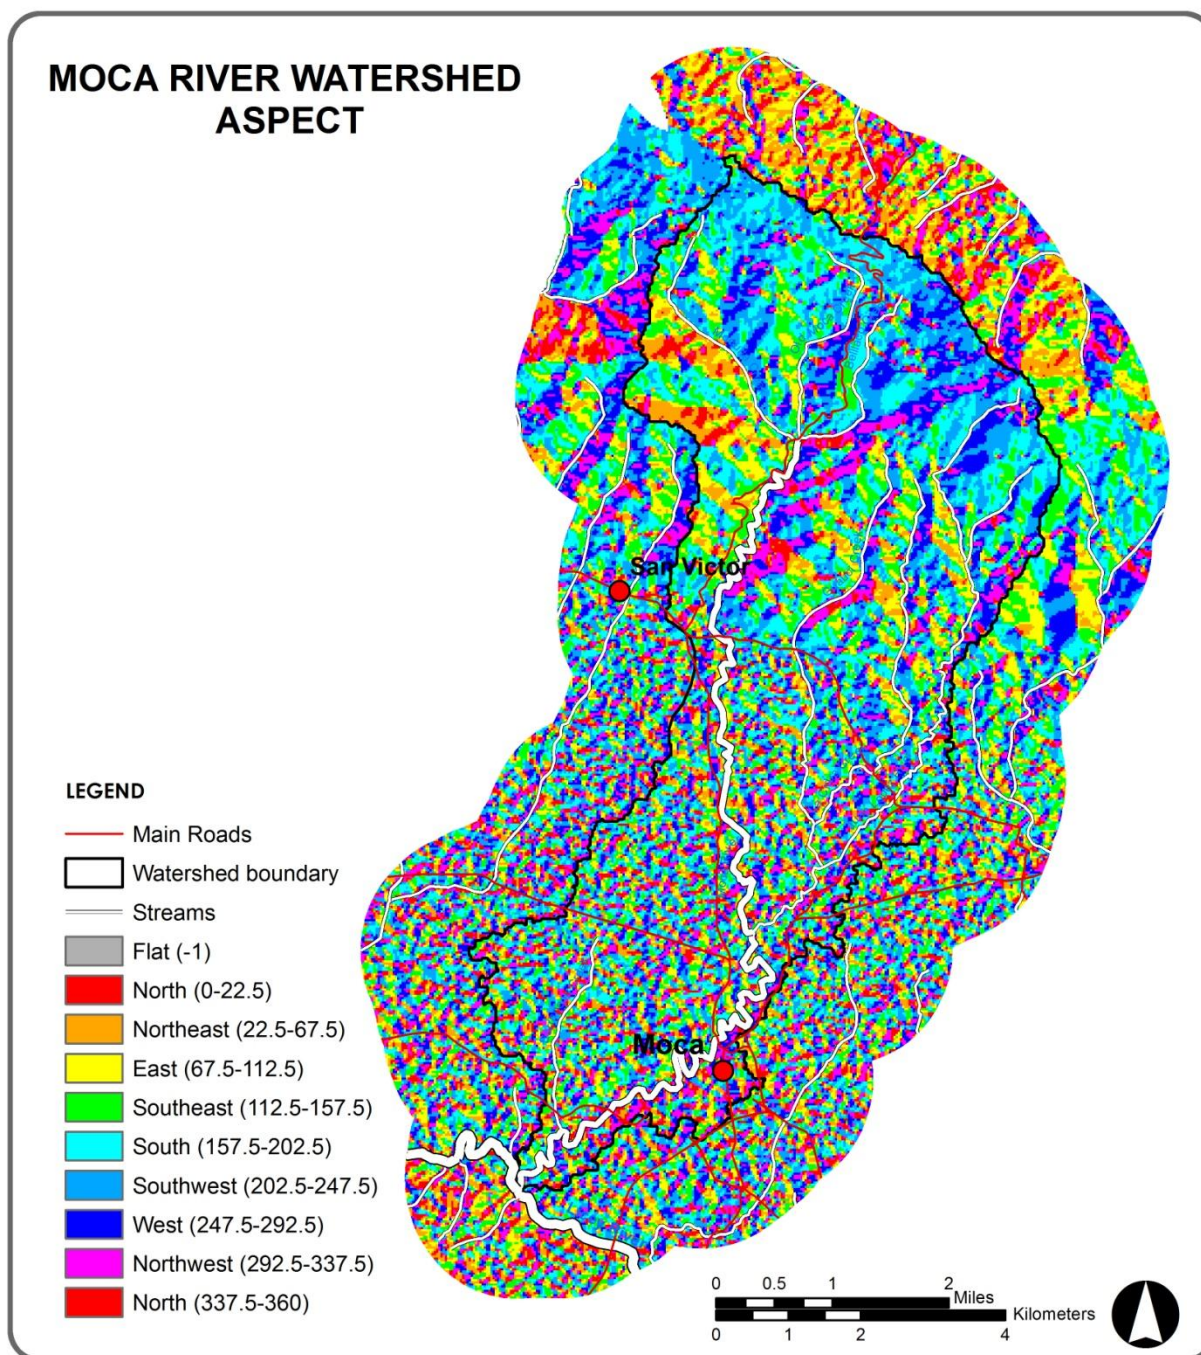 MOCA RIVER WATERSHED
ASPECT
San Victor
Moca
LEGEND
Main Roads
Watershed boundary
Streams
Flat (-1)
North (0-22.5)
Northeast (22.5-67.5)
East (67.5-112.5)
Southeast (112.5-157.5)
South (157.5-202.5)
Southwest (202.5-247.5)
West (247.5-292.5)
Northwest (292.5-337.5)
North (337.5-360)
0 0.5 1 2
Miles
Kilometers
0 1 2 4